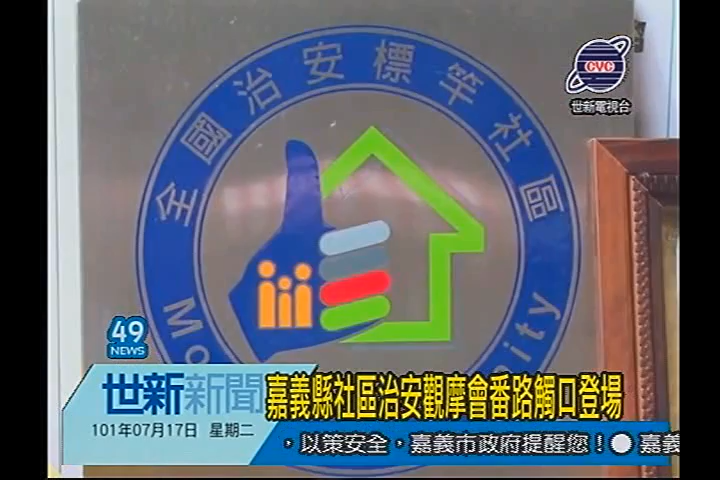 全國治安標竿社區
CVC
世新電視台
Mo
ity
49
NEWS
世新新聞
嘉義縣社區治安觀摩會番路觸口登場
101年07月17日 星期二
，以策安全，嘉義市政府提醒您！● 嘉義